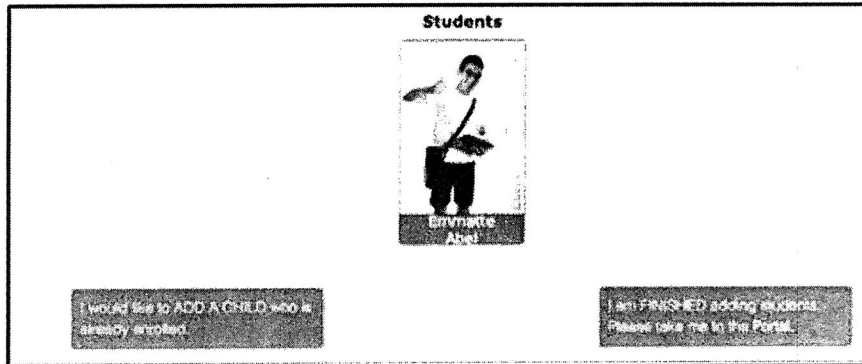 Students
Abel
I would like to ADD A CHILD who is
already enrolled.
I am FINISHED adding students.
Please take me to the Portal.